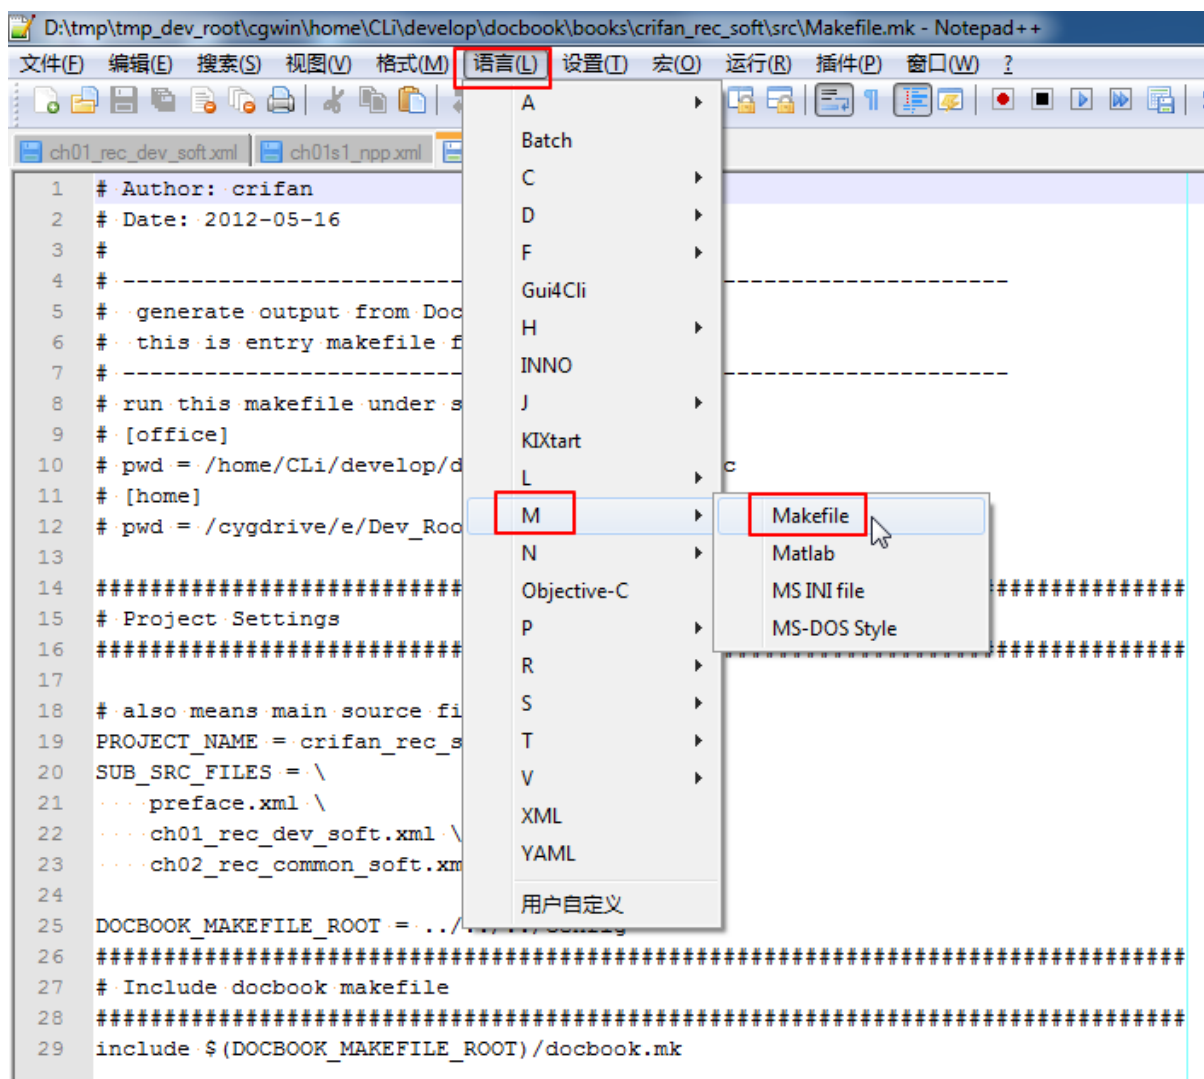 D:\tmp\tmp_dev_root\cgwin\home\CLi\develop\docbook\books\crifan_rec_soft\src\Makefile.mk - Notepad++
文件(F) 编辑(E) 搜索(S) 视图(V) 格式(M) 语言(L) 设置(T) 宏(O) 运行(R) 插件(P) 窗口(W) ?
ch01_rec_dev_soft.xml ch01s1_npp.xml
1 # Author: crifan
2 # Date: 2012-05-16
3 #
4 # ---------------------------------------------------------
5 # generate output from Doc
6 # this is entry makefile f
7 # ---------------------------------------------------------
8 # run this makefile under s
9 # [office]
10 # pwd = /home/CLi/develop/d c
11 # [home]
12 # pwd = /cygdrive/e/Dev_Roo
13
14 ################################################################################
15 # Project Settings
16 ################################################################################
17
18 # also means main source fi
19 PROJECT_NAME = crifan_rec_s
20 SUB_SRC_FILES = \
21 preface.xml \
22 ch01_rec_dev_soft.xml \
23 ch02_rec_common_soft.xm
24
25 DOCBOOK_MAKEFILE_ROOT = ../../../config
26 ################################################################################
27 # Include docbook makefile
28 ################################################################################
29 include $(DOCBOOK_MAKEFILE_ROOT)/docbook.mk
A
Batch
C
D
F
Gui4Cli
H
INNO
J
KIXtart
L
M
N
Objective-C
P
R
S
T
V
XML
YAML
用户自定义
Makefile
Matlab
MS INI file
MS-DOS Style